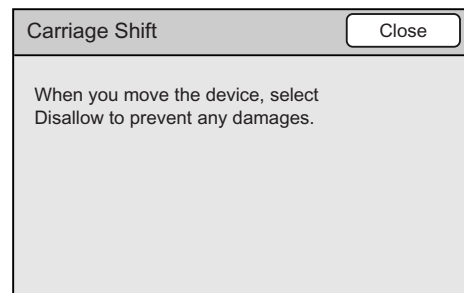 Carriage Shift
Close
When you move the device, select
Disallow to prevent any damages.